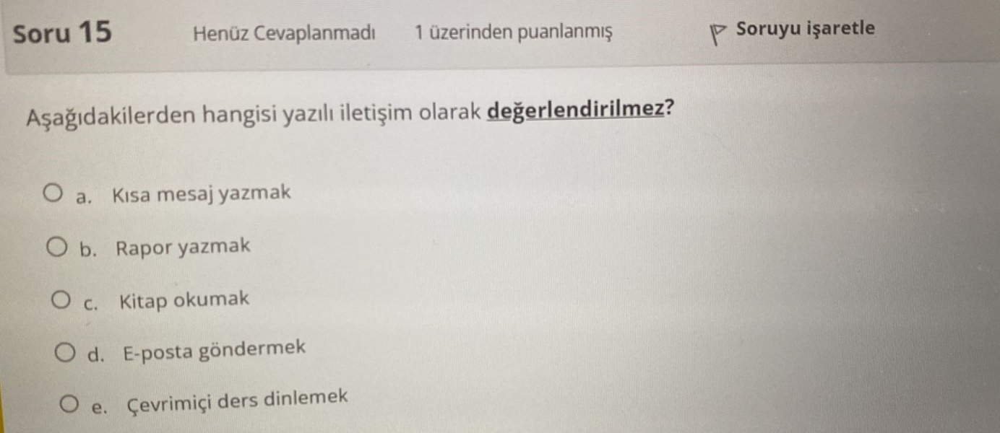 Soru 15 Henüz Cevaplanmadı 1 üzerinden puanlanmış Soruyu işaretle
Aşağıdakilerden hangisi yazılı iletişim olarak değerlendirilmez?
a. Kısa mesaj yazmak
b. Rapor yazmak
c. Kitap okumak
d. E-posta göndermek
e. Çevrimiçi ders dinlemek